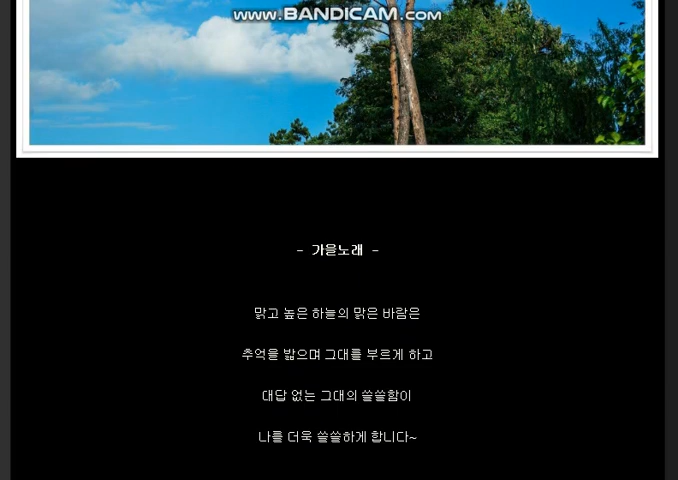 www.BANDICAM.com
- 가을노래 -
맑고 높은 하늘의 맑은 바람은
추억을 밟으며 그대를 부르게 하고
대답 없는 그대의 쓸쓸함이
나를 더욱 쓸쓸하게 합니다~